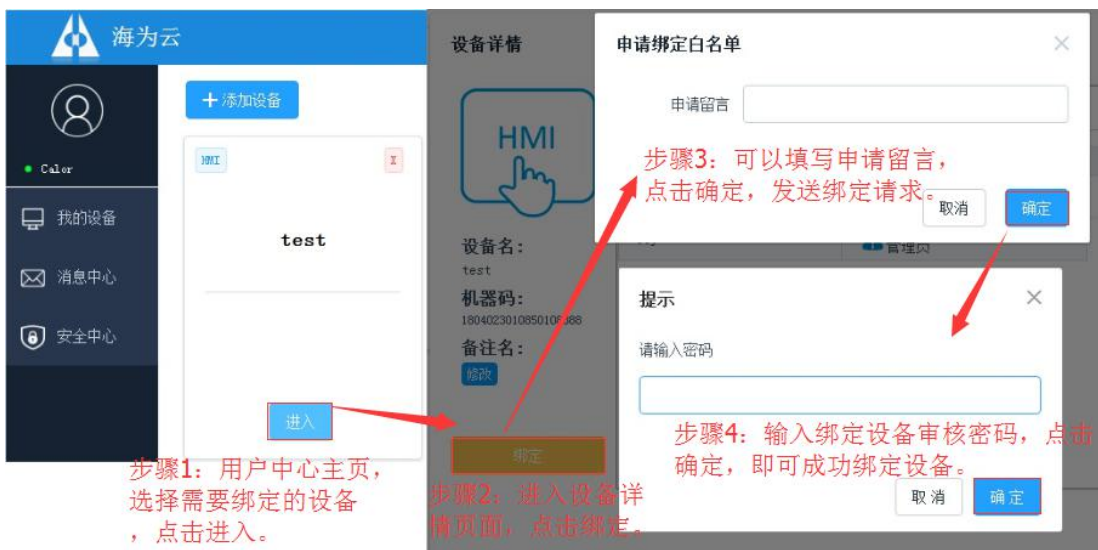 海为云
Calor
我的设备
消息中心
安全中心
添加设备
HMI
X
test
进入
步骤1：用户中心主页，
选择需要绑定的设备
，点击进入。
设备详情
HMI
设备名：
test
机器码：
备注名：
修改
绑定
步骤2：进入设备详
情页面，点击绑定。
申请绑定白名单
申请留言
步骤3：可以填写申请留言，
点击确定，发送绑定请求。
取消
确定
管理员
提示
请输入密码
步骤4：输入绑定设备审核密码，点击
确定，即可成功绑定设备。
取消
确定